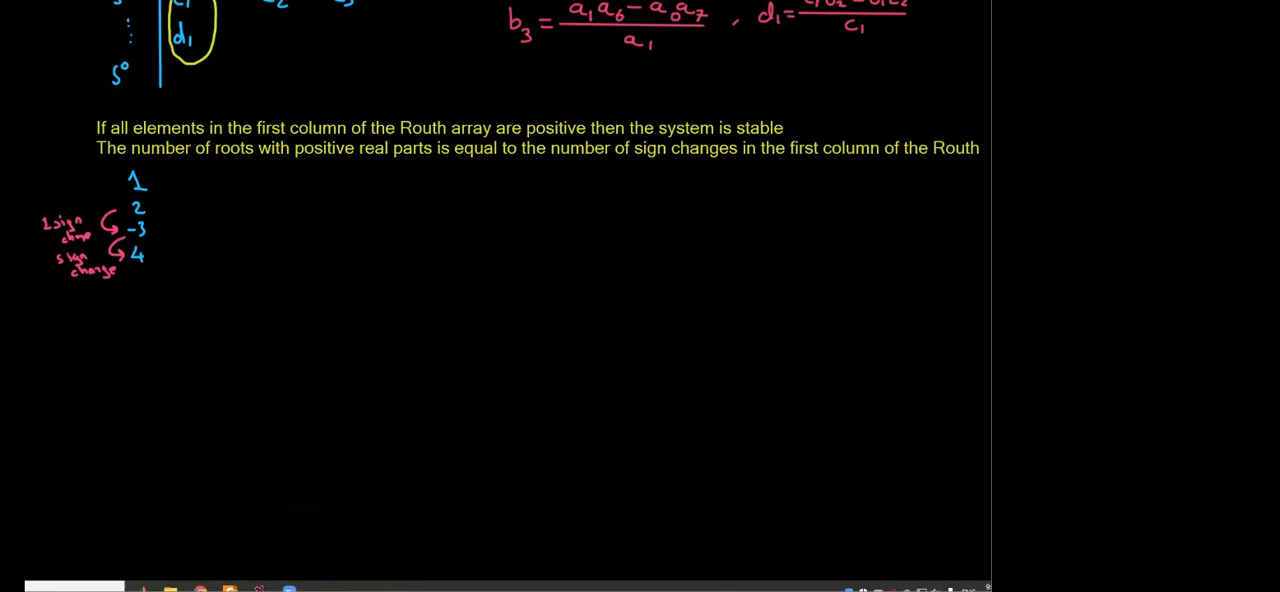 b₃ = (a₁a₆ - a₀a₇) / a₁ , d₁ =
c₁
d₁
s⁰
If all elements in the first column of the Routh array are positive then the system is stable
The number of roots with positive real parts is equal to the number of sign changes in the first column of the Routh
1
2
1 sign
-3
4
sign
change